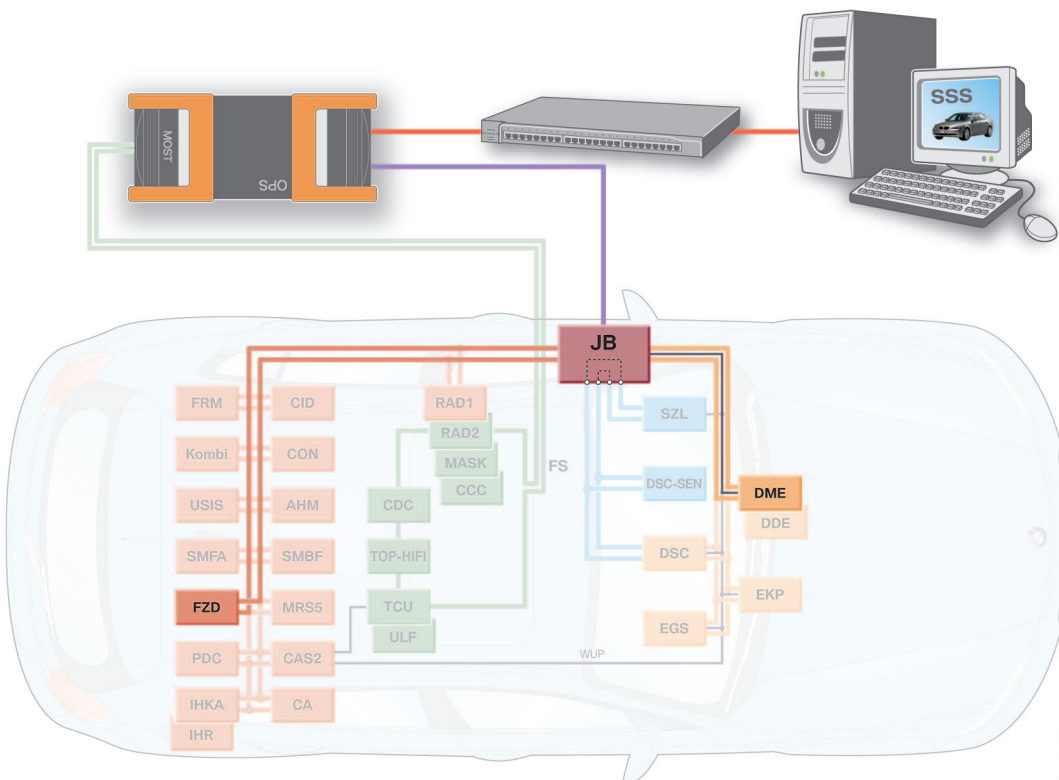 SSS
MOST
OPS
JB
FRM
CID
RAD1
SZL
RAD2
Kombi
CON
MASK
FS
DSC-SEN
CCC
DME
USIS
AHM
CDC
DDE
SMFA
SMBF
TOP-HIFI
DSC
FZD
MRS5
TCU
EKP
EGS
ULF
PDC
CAS2
WUP
IHKA
CA
IHR